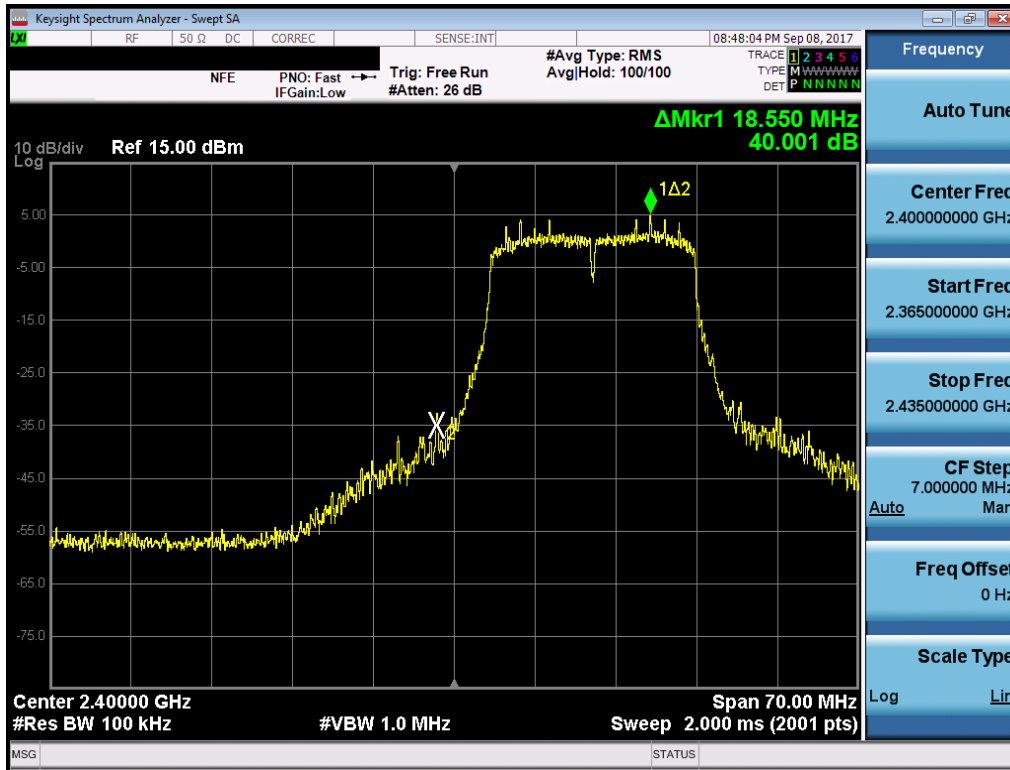 Keysight Spectrum Analyzer - Swept SA
LXI RF 50 Ω DC CORREC SENSE:INT 08:48:04 PM Sep 08, 2017
NFE PNO: Fast Trig: Free Run #Avg Type: RMS TRACE 1 2 3 4 5 6
IFGain:Low #Atten: 26 dB Avg|Hold: 100/100 TYPE M W W W W W
DET P N N N N N
ΔMkr1 18.550 MHz
40.001 dB
10 dB/div Ref 15.00 dBm
Log
1Δ2
5.00
-5.00
-15.0
-25.0
-35.0
2
-45.0
-55.0
-65.0
-75.0
Center 2.40000 GHz Span 70.00 MHz
#Res BW 100 kHz #VBW 1.0 MHz Sweep 2.000 ms (2001 pts)
MSG STATUS
Frequency
Auto Tune
Center Freq
2.400000000 GHz
Start Freq
2.365000000 GHz
Stop Freq
2.435000000 GHz
CF Step
7.000000 MHz
Auto Man
Freq Offset
0 Hz
Scale Type
Log Lin